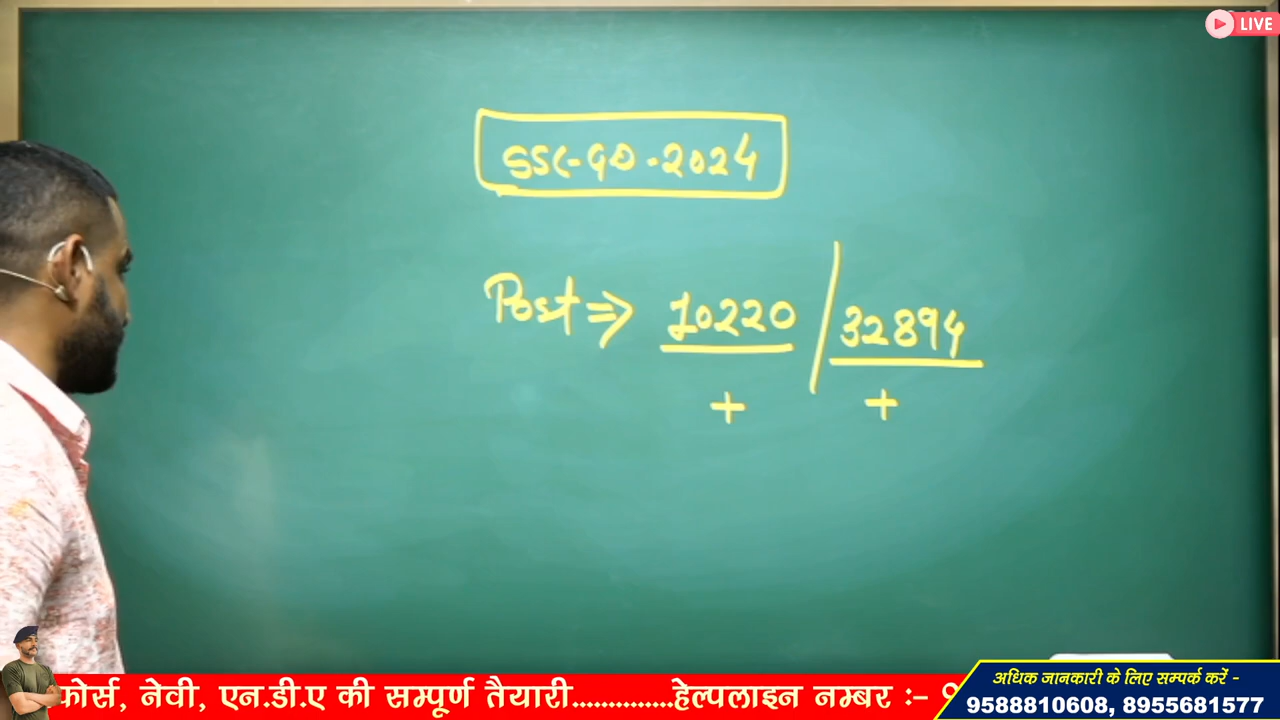 LIVE
SSC-GD-2024
Post ⇒ 10220 / 32894
+ +
फोर्स, नेवी, एन.डी.ए की सम्पूर्ण तैयारी...............हेल्पलाइन नम्बर :- 9
अधिक जानकारी के लिए सम्पर्क करें -
9588810608, 8955681577